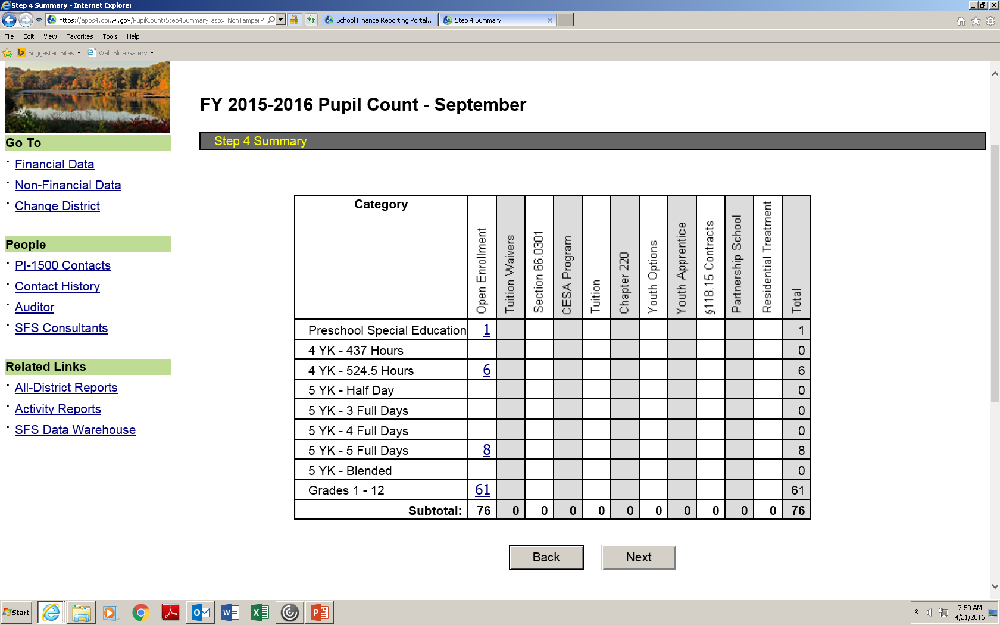 Step 4 Summary - Internet Explorer
https://apps4.dpi.wi.gov/PupilCount/Step4Summary.aspx?NonTamperP
School Finance Reporting Portal...
Step 4 Summary
File Edit View Favorites Tools Help
Suggested Sites
Web Slice Gallery
Go To
Financial Data
Non-Financial Data
Change District
People
PI-1500 Contacts
Contact History
Auditor
SFS Consultants
Related Links
All-District Reports
Activity Reports
SFS Data Warehouse
FY 2015-2016 Pupil Count - September
Step 4 Summary
Category
Open Enrollment
Tuition Waivers
Section 66.0301
CESA Program
Tuition
Chapter 220
Youth Options
Youth Apprentice
§118.15 Contracts
Partnership School
Residential Treatment
Total
Preschool Special Education 1 1
4 YK - 437 Hours 0
4 YK - 524.5 Hours 6 6
5 YK - Half Day 0
5 YK - 3 Full Days 0
5 YK - 4 Full Days 0
5 YK - 5 Full Days 8 8
5 YK - Blended 0
Grades 1 - 12 61 61
Subtotal: 76 0 0 0 0 0 0 0 0 0 0 76
Back Next
Start
7:50 AM
4/21/2016